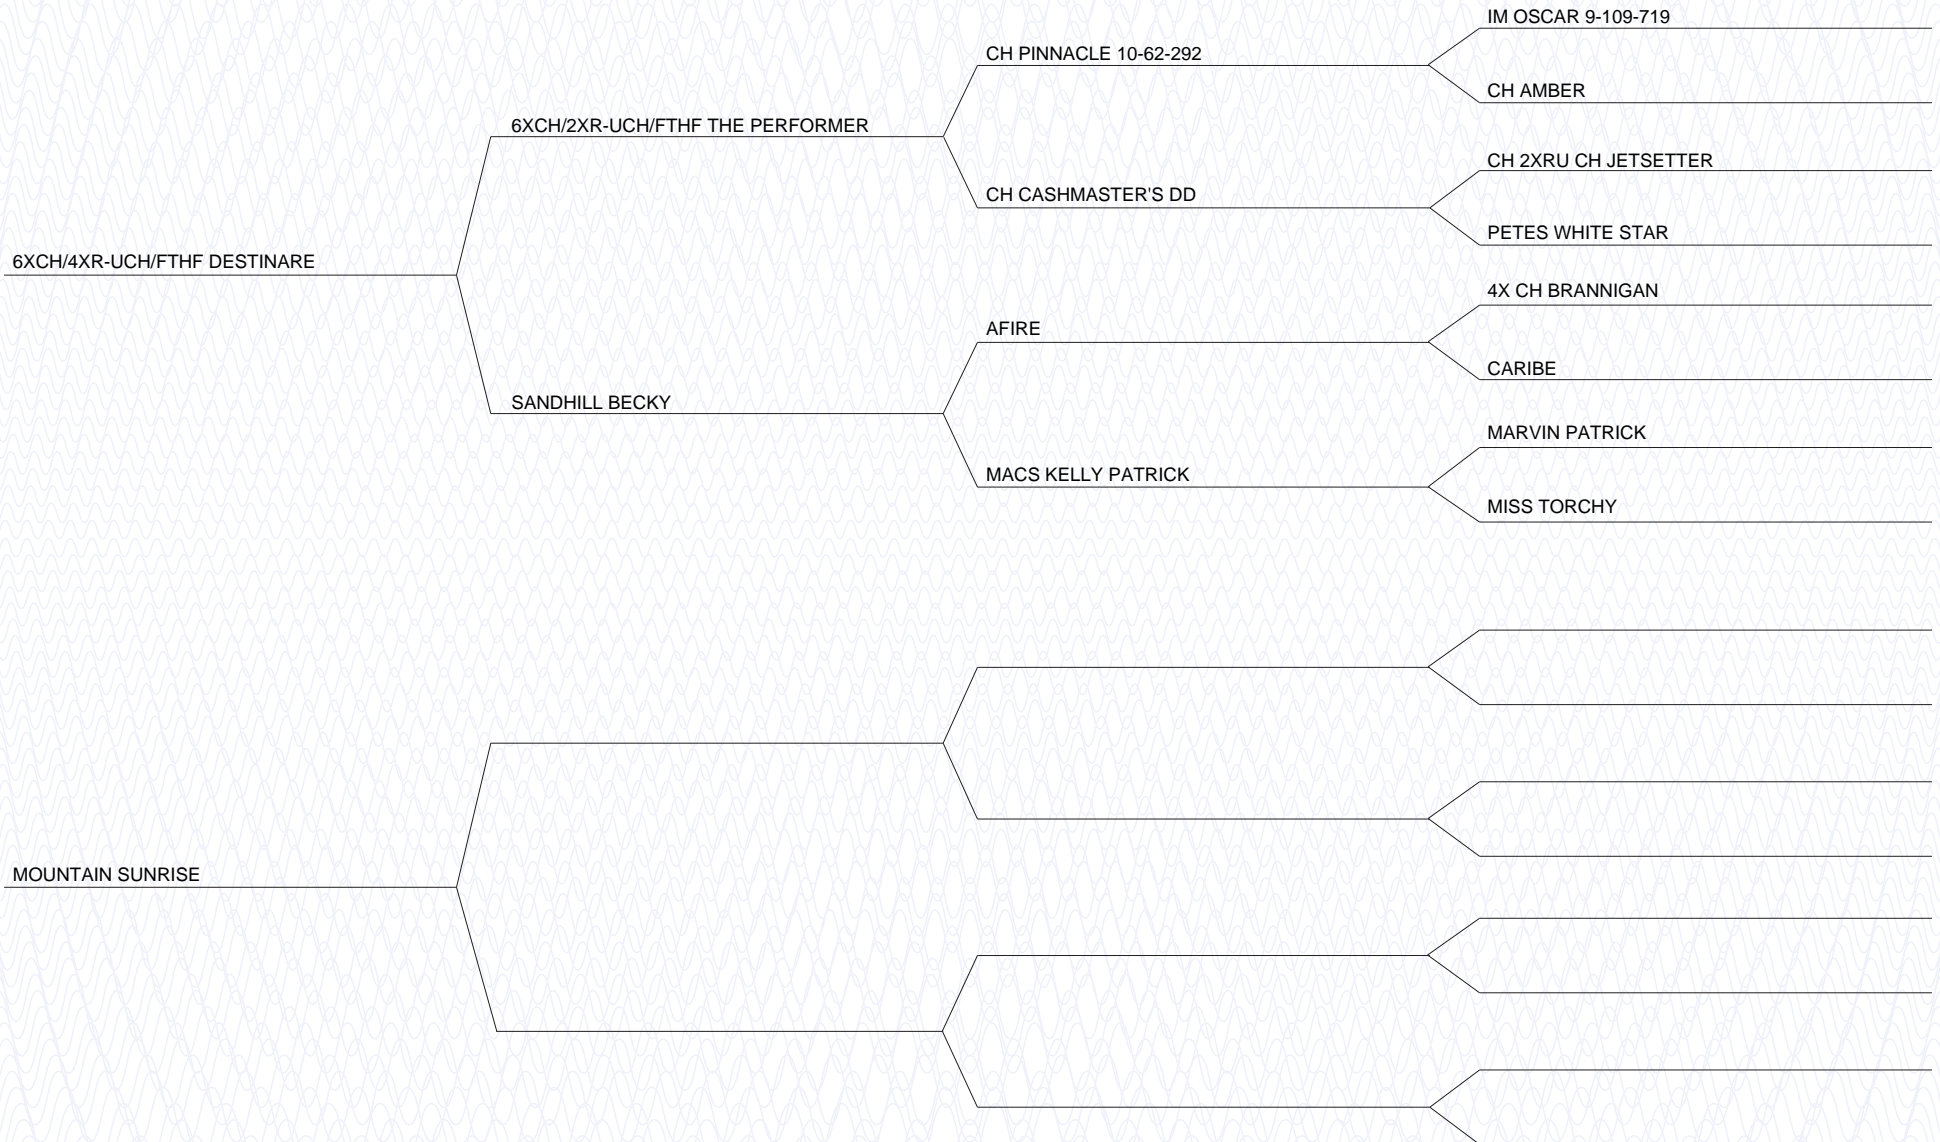 IM OSCAR 9-109-719
CH PINNACLE 10-62-292
CH AMBER
6XCH/2XR-UCH/FTHF THE PERFORMER
CH 2XRU CH JETSETTER
CH CASHMASTER'S DD
PETES WHITE STAR
6XCH/4XR-UCH/FTHF DESTINARE
4X CH BRANNIGAN
AFIRE
CARIBE
SANDHILL BECKY
MARVIN PATRICK
MACS KELLY PATRICK
MISS TORCHY
MOUNTAIN SUNRISE